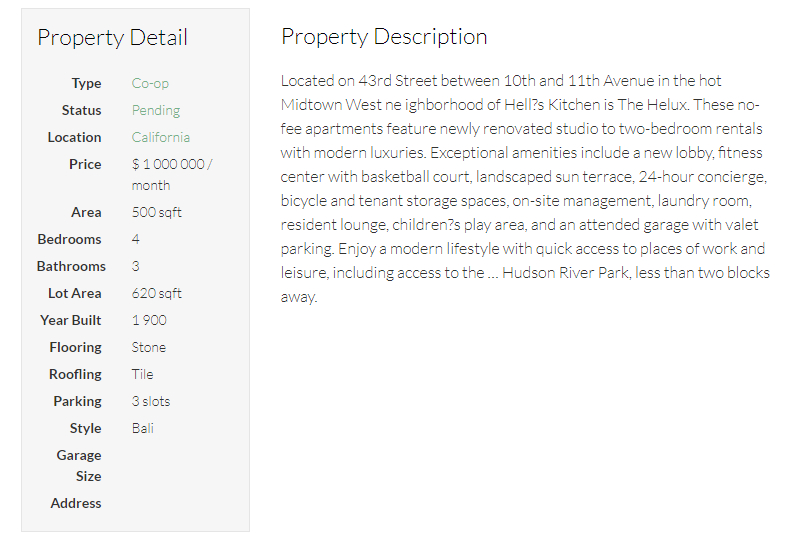 Property Detail
Type Co-op
Status Pending
Location California
Price $ 1 000 000 /
month
Area 500 sqft
Bedrooms 4
Bathrooms 3
Lot Area 620 sqft
Year Built 1 900
Flooring Stone
Roofling Tile
Parking 3 slots
Style Bali
Garage
Size
Address
Property Description
Located on 43rd Street between 10th and 11th Avenue in the hot
Midtown West ne ighborhood of Hell?s Kitchen is The Helux. These no-
fee apartments feature newly renovated studio to two-bedroom rentals
with modern luxuries. Exceptional amenities include a new lobby, fitness
center with basketball court, landscaped sun terrace, 24-hour concierge,
bicycle and tenant storage spaces, on-site management, laundry room,
resident lounge, children?s play area, and an attended garage with valet
parking. Enjoy a modern lifestyle with quick access to places of work and
leisure, including access to the ... Hudson River Park, less than two blocks
away.